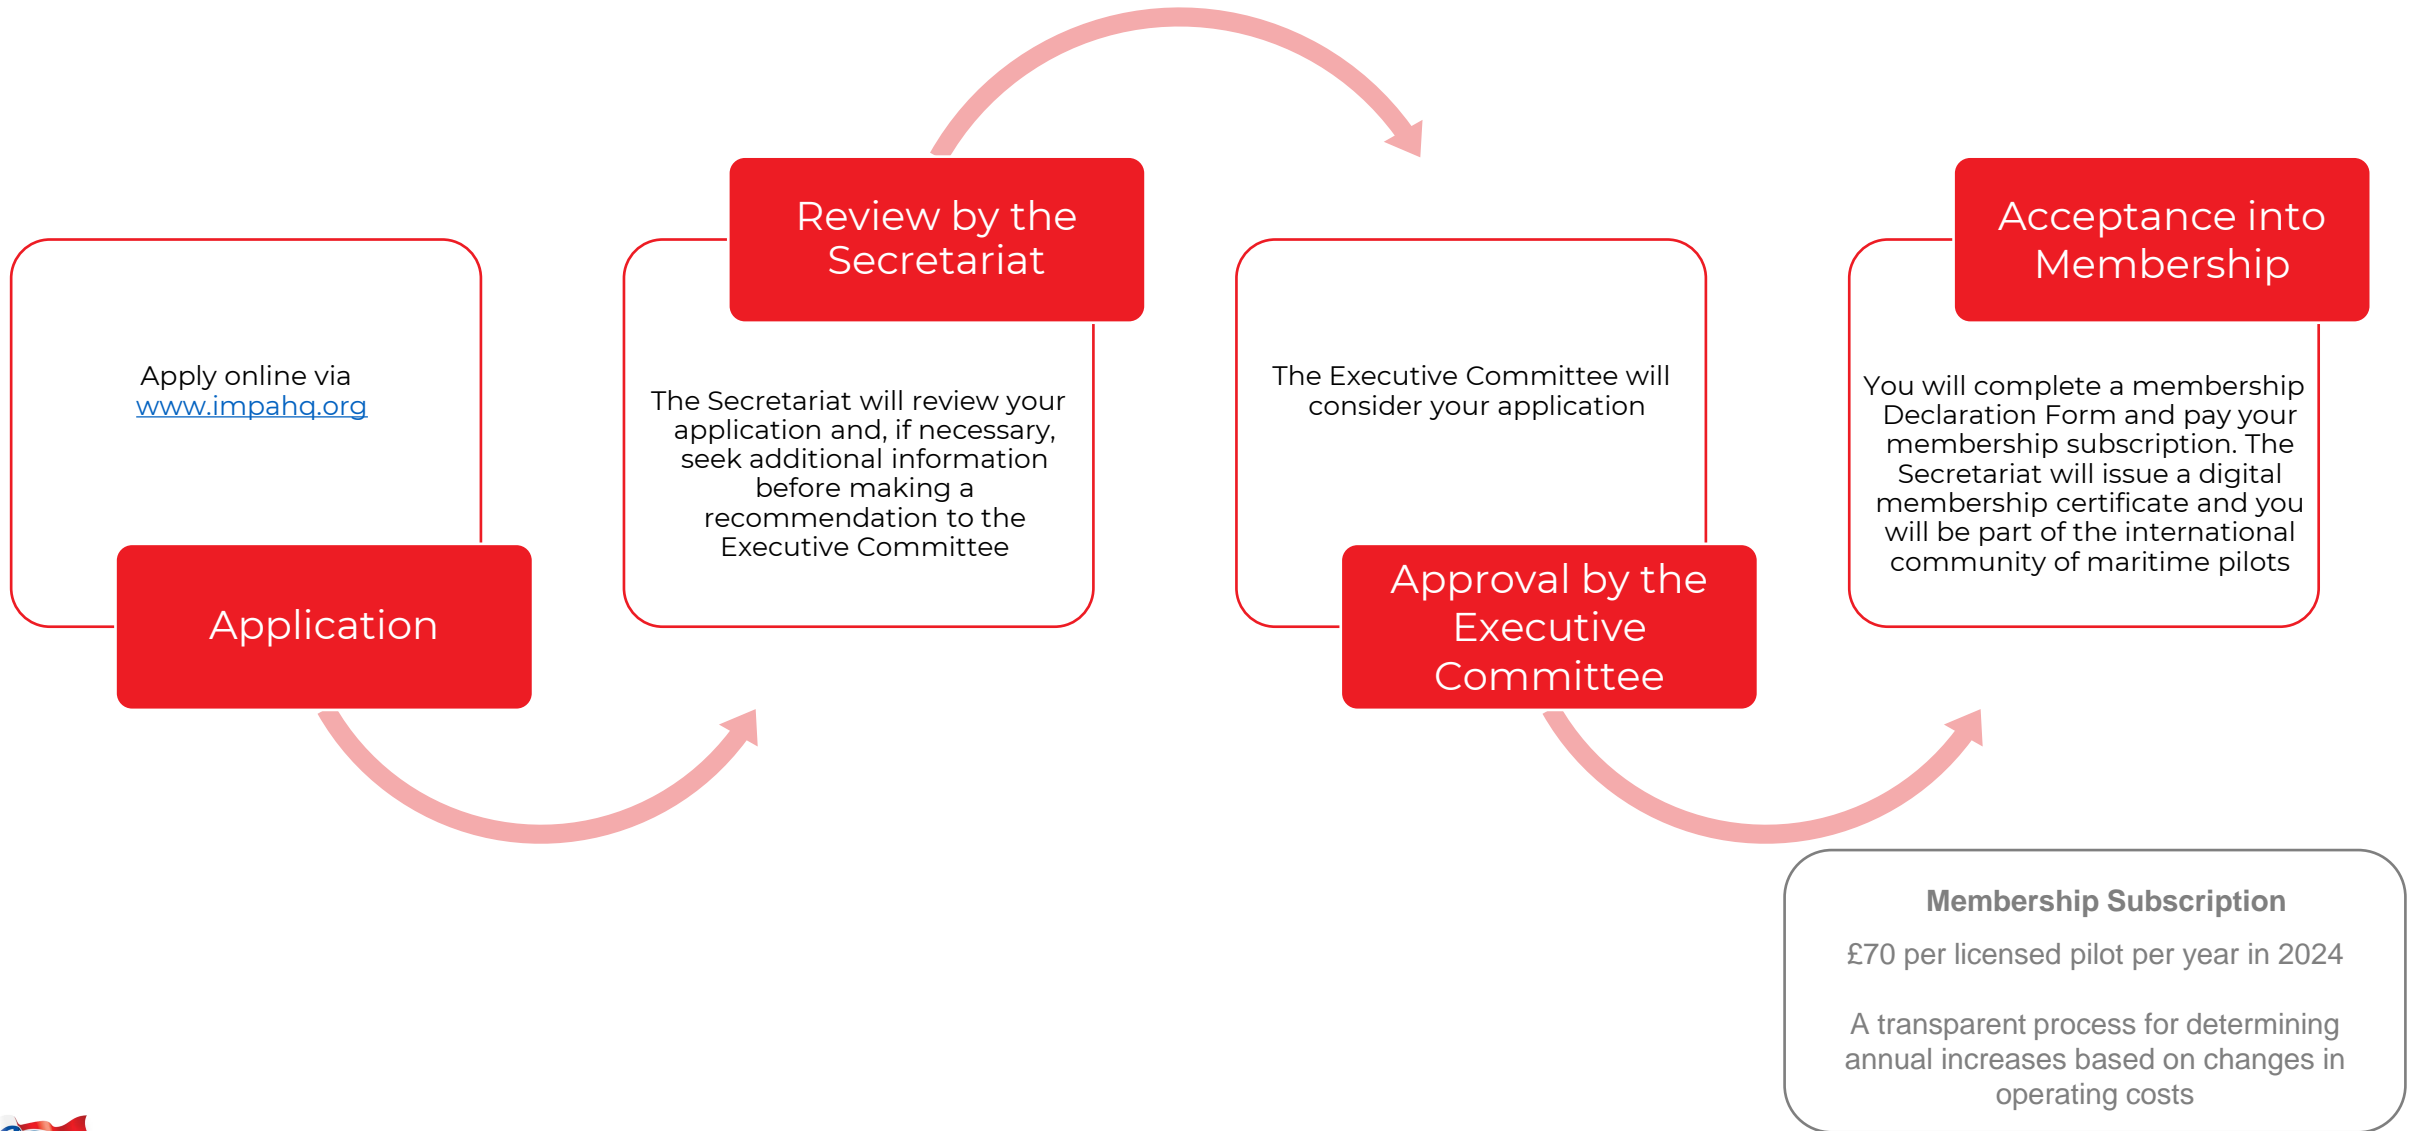 Apply online via
www.impahq.org
Application
Review by the
Secretariat
The Secretariat will review your
application and, if necessary,
seek additional information
before making a
recommendation to the
Executive Committee
The Executive Committee will
consider your application
Approval by the
Executive
Committee
Acceptance into
Membership
You will complete a membership
Declaration Form and pay your
membership subscription. The
Secretariat will issue a digital
membership certificate and you
will be part of the international
community of maritime pilots
Membership Subscription
£70 per licensed pilot per year in 2024
A transparent process for determining
annual increases based on changes in
operating costs